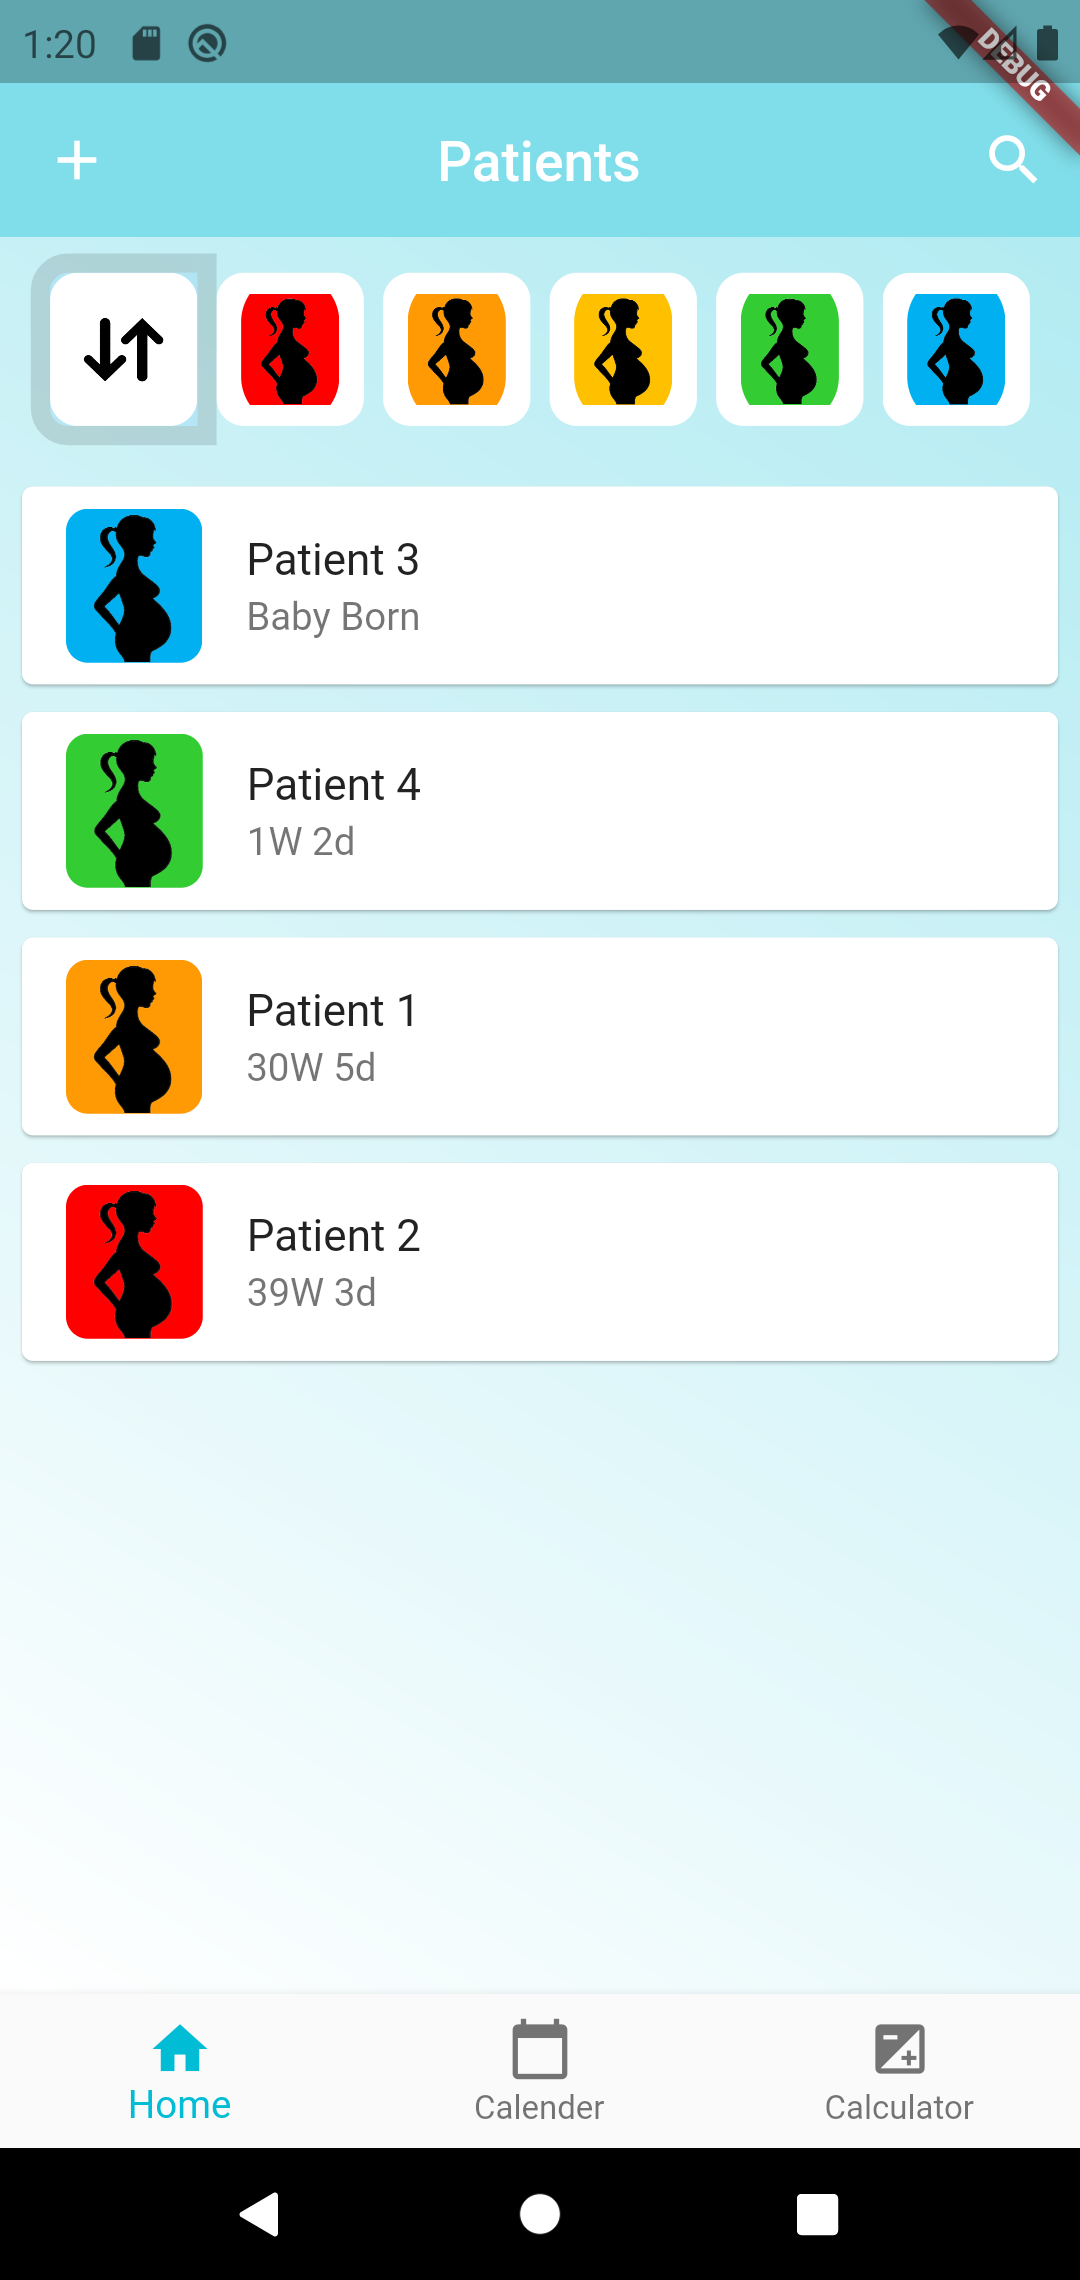 1:20
DEBUG
Patients
Patient 3
Baby Born
Patient 4
1W 2d
Patient 1
30W 5d
Patient 2
39W 3d
Home
Calender
Calculator